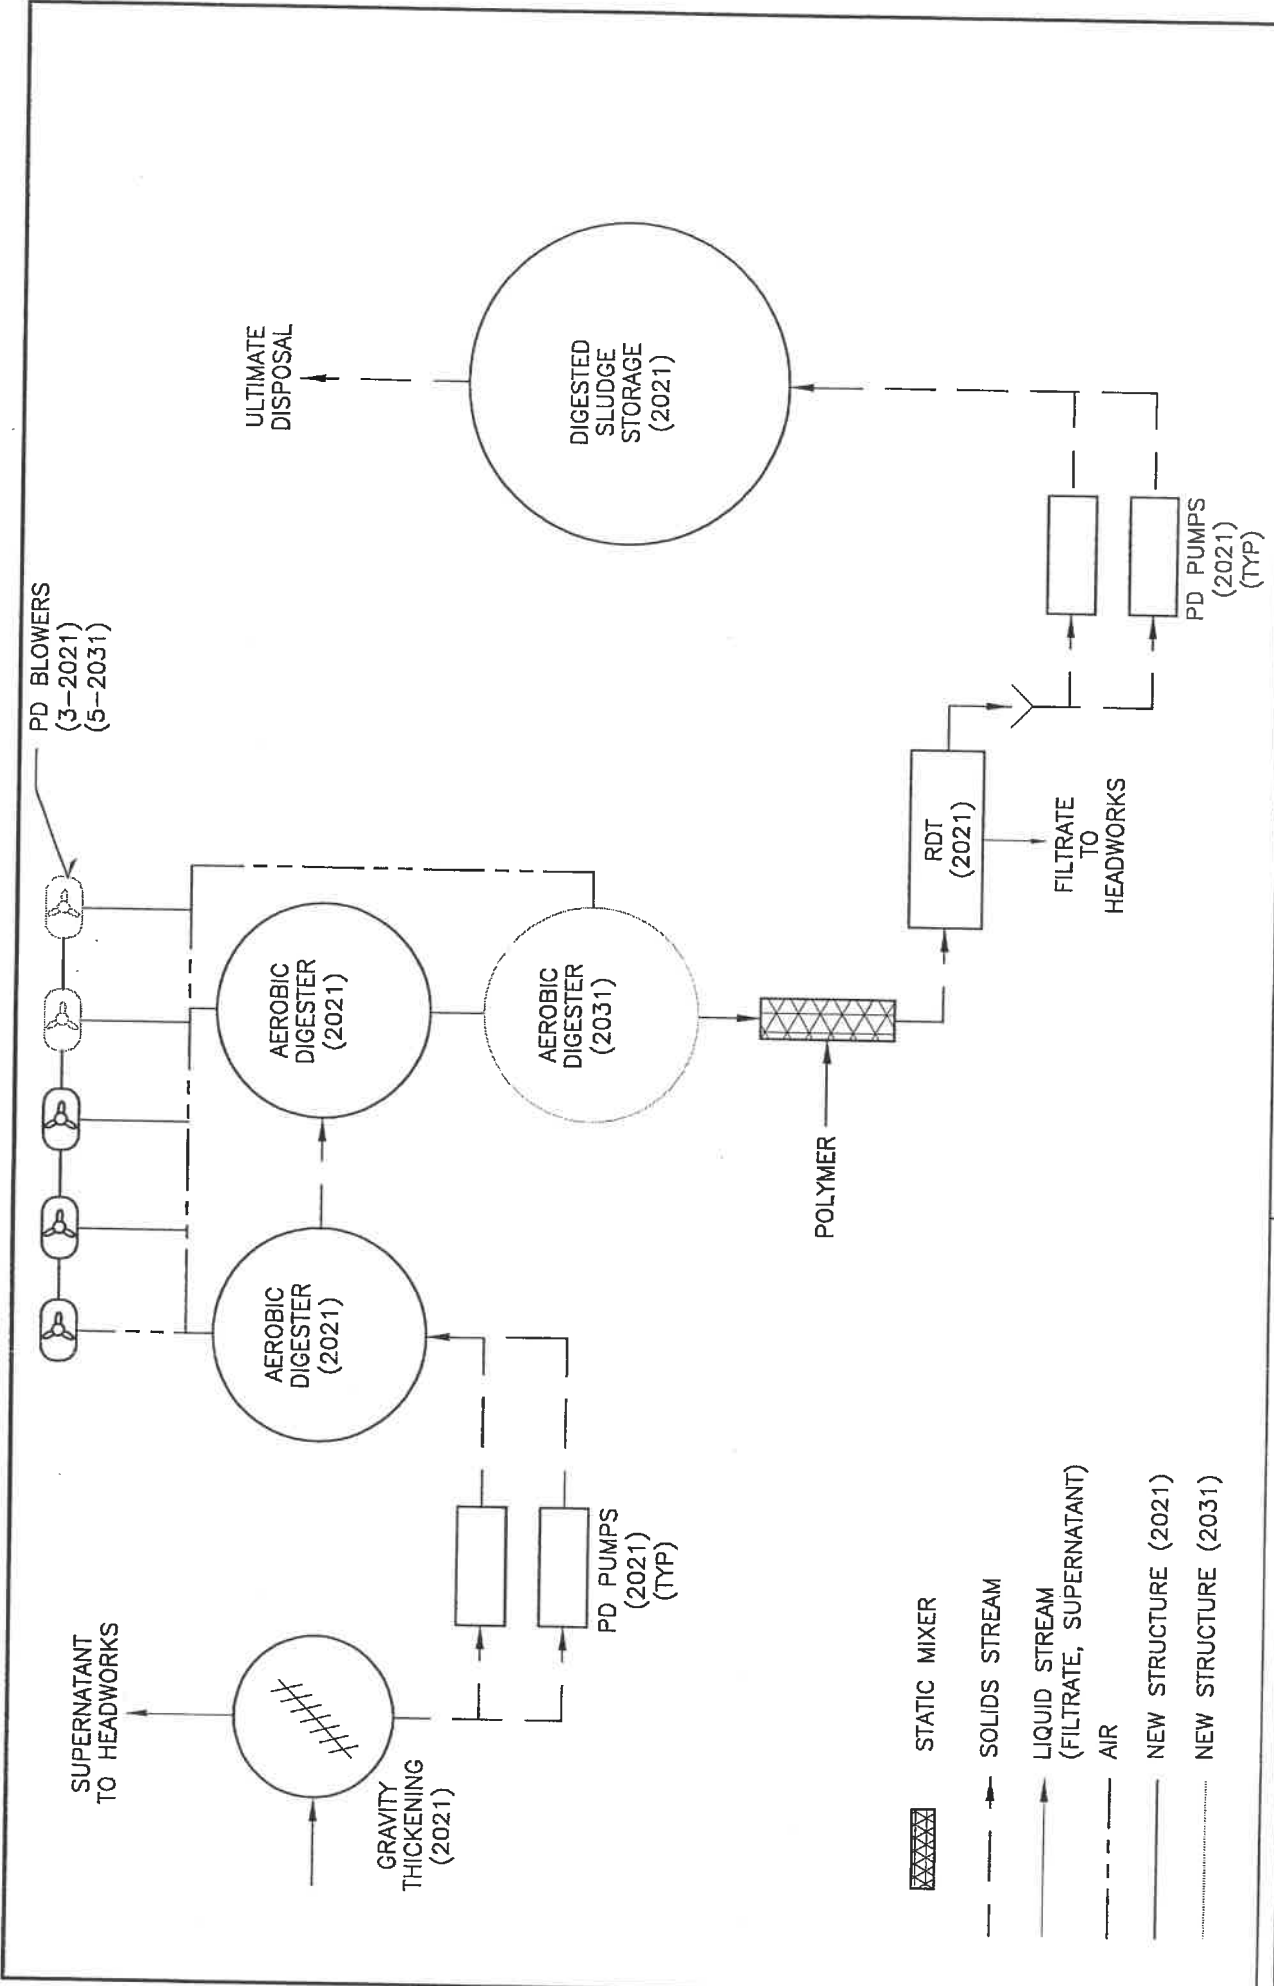 PD BLOWERS
(3-2021)
(5-2031)
SUPERNATANT
TO HEADWORKS
GRAVITY
THICKENING
(2021)
PD PUMPS
(2021)
(TYP)
AEROBIC
DIGESTER
(2021)
AEROBIC
DIGESTER
(2021)
AEROBIC
DIGESTER
(2031)
POLYMER
RDT
(2021)
FILTRATE
TO
HEADWORKS
PD PUMPS
(2021)
(TYP)
DIGESTED
SLUDGE
STORAGE
(2021)
ULTIMATE
DISPOSAL
STATIC MIXER
SOLIDS STREAM
LIQUID STREAM
(FILTRATE, SUPERNATANT)
AIR
NEW STRUCTURE (2021)
NEW STRUCTURE (2031)